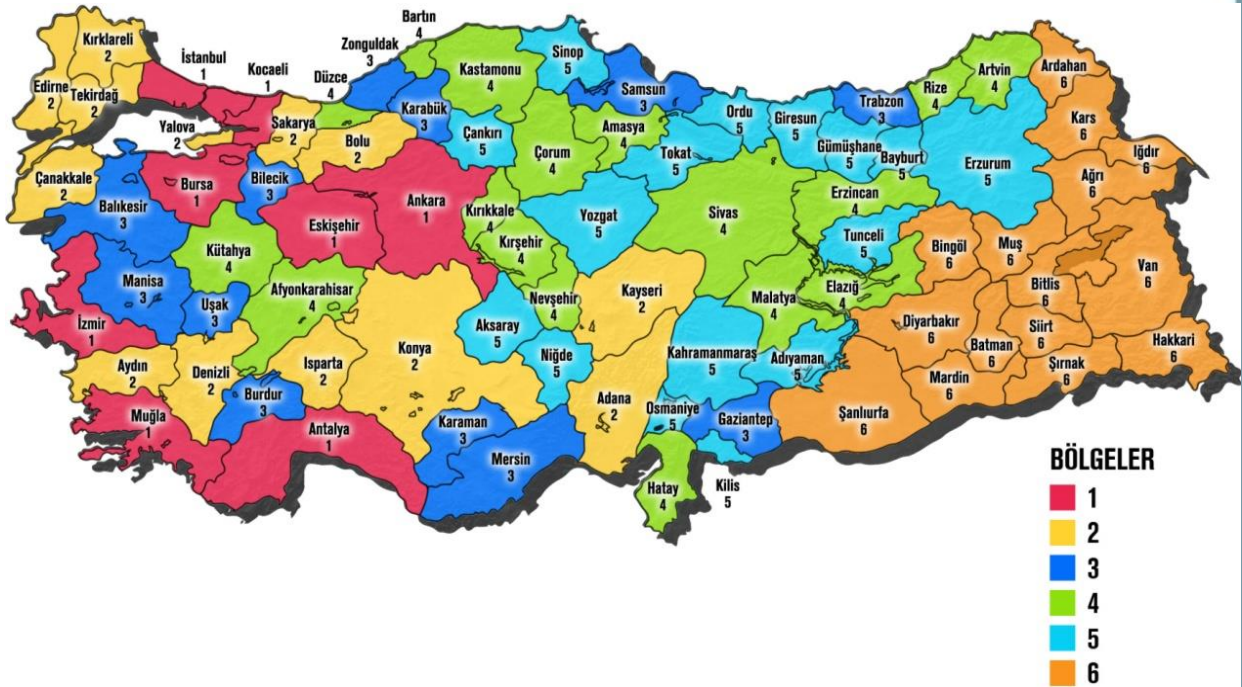 Bartın
4
Kırklareli
2
Zonguldak
3
İstanbul
1
Sinop
5
Kastamonu
4
Kocaeli
1
Düzce
4
Artvin
4
Ardahan
6
Edirne
2
Tekirdağ
2
Rize
4
Samsun
3
Trabzon
3
Karabük
3
Ordu
5
Giresun
5
Kars
6
Sakarya
2
Yalova
2
Bolu
2
Çankırı
5
Amasya
4
Gümüşhane
5
Bayburt
5
Iğdır
6
Çorum
4
Tokat
5
Erzurum
5
Çanakkale
2
Bursa
1
Bilecik
3
Ağrı
6
Ankara
1
Erzincan
4
Balıkesir
3
Kırıkkale
4
Yozgat
5
Sivas
4
Eskişehir
1
Tunceli
5
Kütahya
4
Kırşehir
4
Bingöl
6
Muş
6
Van
6
Manisa
3
Uşak
3
Afyonkarahisar
4
Nevşehir
4
Kayseri
2
Malatya
4
Elazığ
4
Bitlis
6
İzmir
1
Aksaray
5
Diyarbakır
6
Siirt
6
Batman
6
Hakkari
6
Konya
2
Niğde
5
Kahramanmaraş
5
Adıyaman
5
Aydın
2
Denizli
2
Isparta
2
Mardin
6
Şırnak
6
Burdur
3
Adana
2
Osmaniye
5
Gaziantep
3
Şanlıurfa
6
Muğla
1
Antalya
1
Karaman
3
Mersin
3
Hatay
4
Kilis
5
BÖLGELER
1
2
3
4
5
6